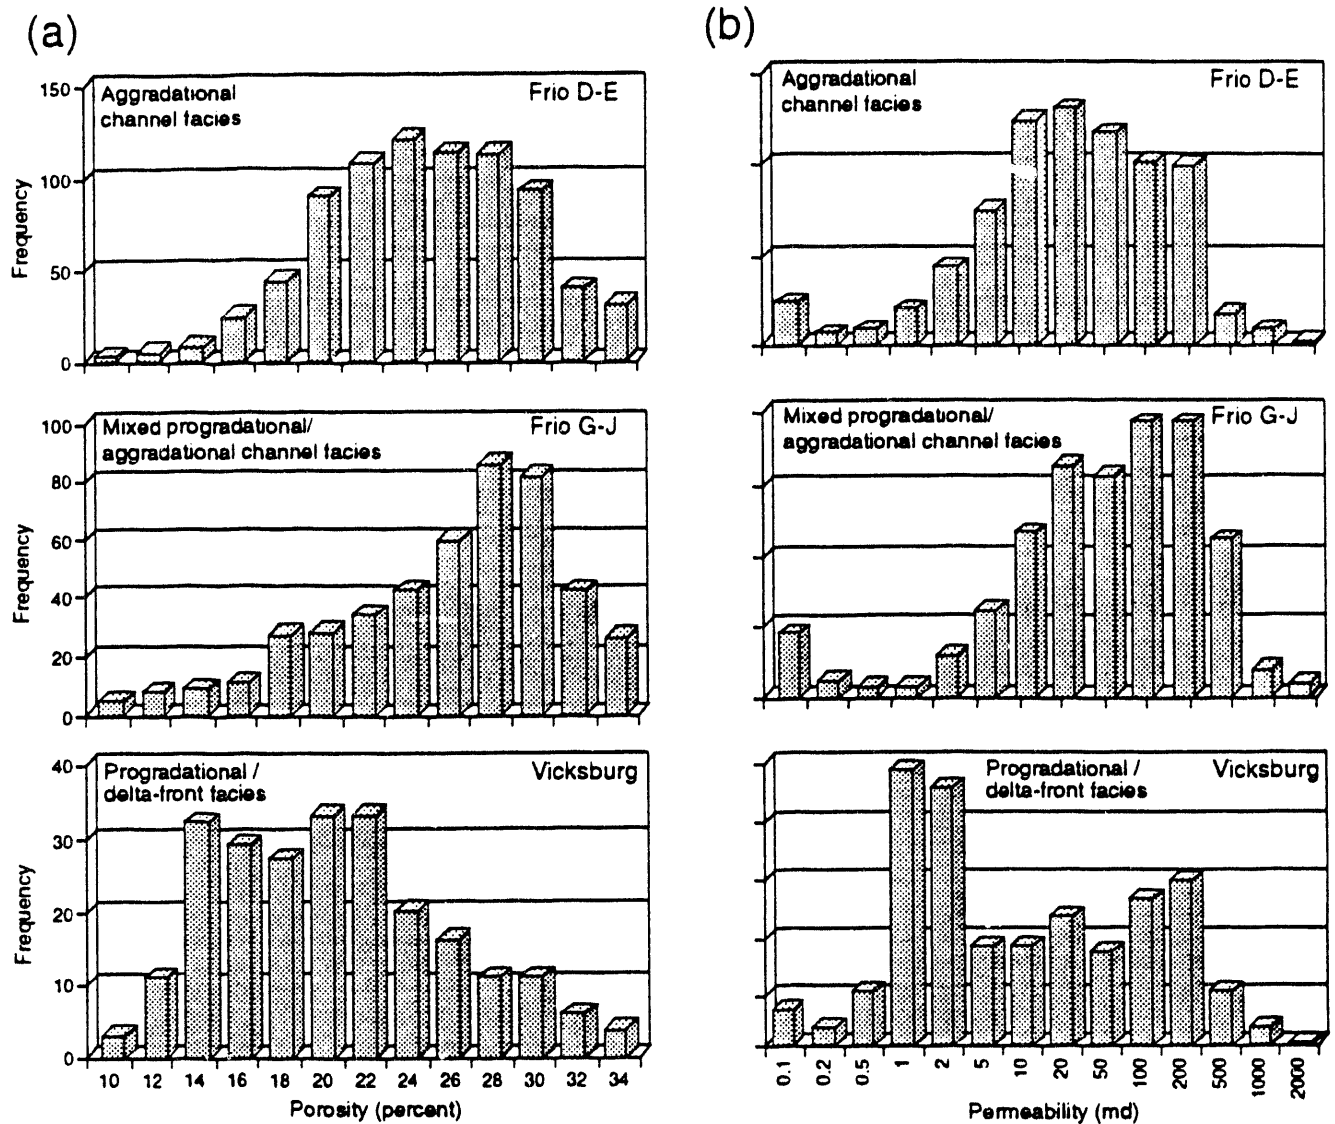 (a)
(b)
Aggradational
channel facies
Frio D-E
150
100
50
0
Frequency
Aggradational
channel facies
Frio D-E
Mixed progradational/
aggradational channel facies
Frio G-J
100
80
60
40
20
0
Frequency
Mixed progradational/
aggradational channel facies
Frio G-J
Progradational /
delta-front facies
Vicksburg
40
30
20
10
0
Frequency
10 12 14 16 18 20 22 24 26 28 30 32 34
Porosity (percent)
Progradational /
delta-front facies
Vicksburg
0.1 0.2 0.5 1 2 5 10 20 50 100 200 500 1000 2000
Permeability (md)